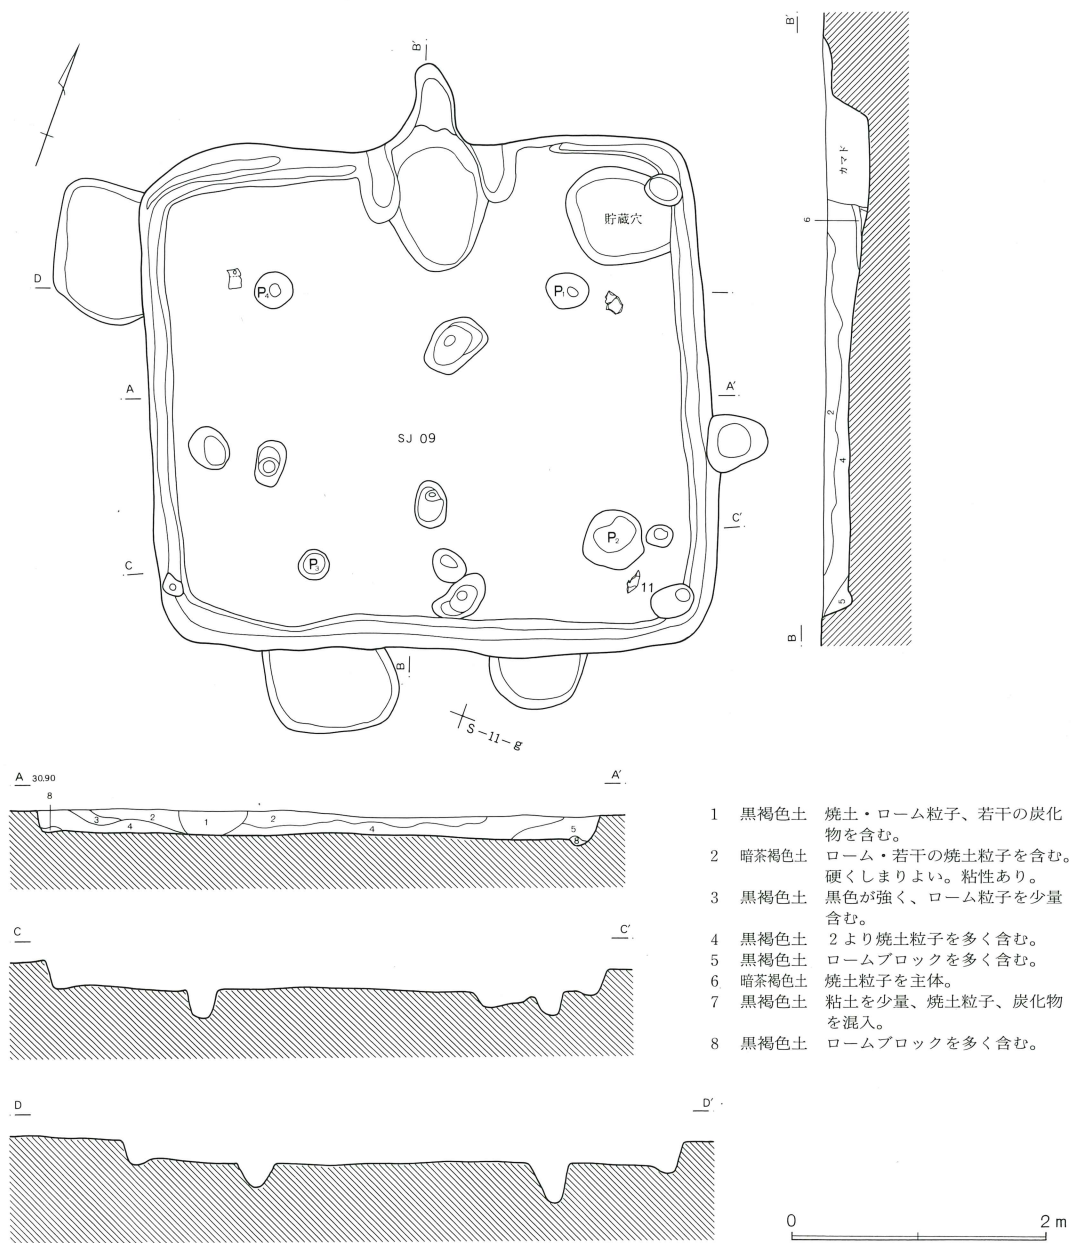 B′
貯蔵穴
D
P₄
P₁
A
A′
SJ 09
C′
C
P₂
P₃
11
B
S-11-g
B′
カマド
6
2
4
5
B
A 30.90
A′
8
3
4
2
1
2
4
5
8
C
C′
D
D′
1 黒褐色土 焼土・ローム粒子、若干の炭化
物を含む。
2 暗茶褐色土 ローム・若干の焼土粒子を含む。
硬くしまりよい。粘性あり。
3 黒褐色土 黒色が強く、ローム粒子を少量
含む。
4 黒褐色土 2より焼土粒子を多く含む。
5 黒褐色土 ロームブロックを多く含む。
6 暗茶褐色土 焼土粒子を主体。
7 黒褐色土 粘土を少量、焼土粒子、炭化物
を混入。
8 黒褐色土 ロームブロックを多く含む。
0 2m